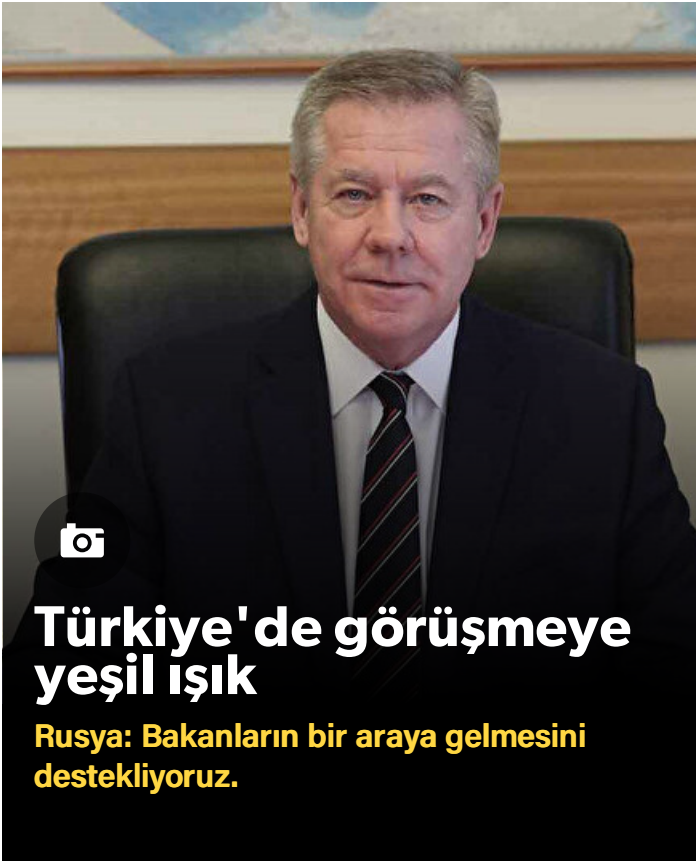 Türkiye'de görüşmeye
yeşil ışık
Rusya: Bakanların bir araya gelmesini
destekliyoruz.